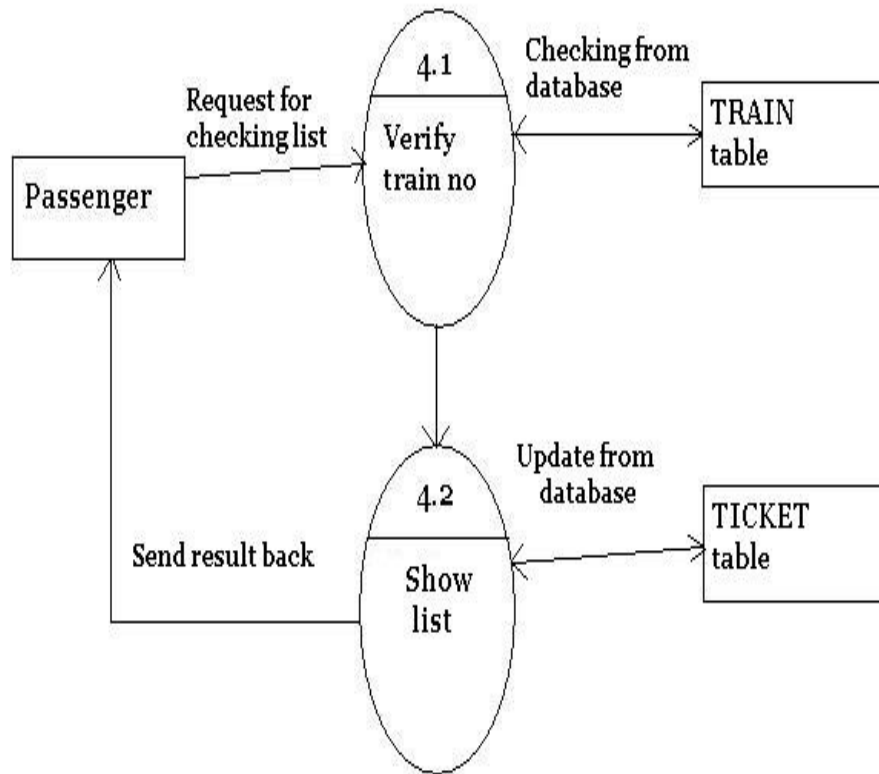 4.1
Checking from
database
Request for
checking list
Verify
train no
TRAIN
table
Passenger
4.2
Update from
database
TICKET
table
Send result back
Show
list